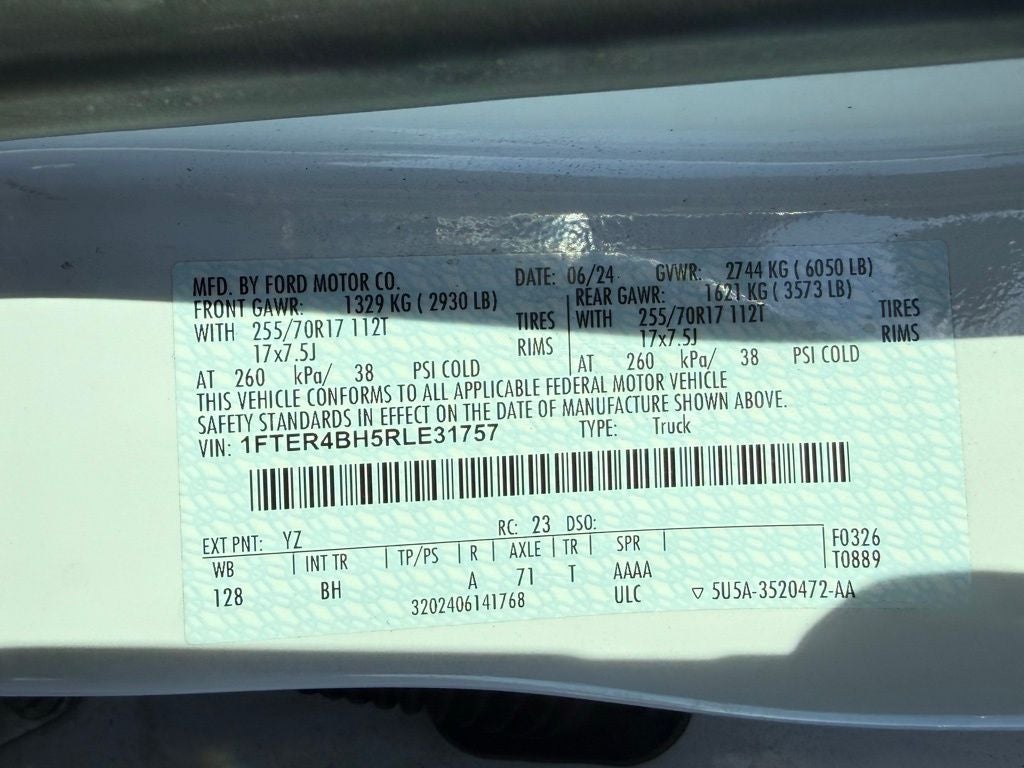 MFD. BY FORD MOTOR CO. DATE: 06/24 GVWR: 2744 KG ( 6050 LB)
FRONT GAWR: 1329 KG ( 2930 LB) REAR GAWR: 1621 KG ( 3573 LB)
WITH 255/70R17 112T TIRES WITH 255/70R17 112T TIRES
17x7.5J RIMS 17x7.5J RIMS
AT 260 kPa/ 38 PSI COLD AT 260 kPa/ 38 PSI COLD
THIS VEHICLE CONFORMS TO ALL APPLICABLE FEDERAL MOTOR VEHICLE
SAFETY STANDARDS IN EFFECT ON THE DATE OF MANUFACTURE SHOWN ABOVE.
VIN: 1FTER4BH5RLE31757 TYPE: Truck
EXT PNT: YZ RC: 23 DSO: F0326
WB INT TR TP/PS R AXLE TR SPR T0889
128 BH A 71 T AAAA
3202406141768 ULC ▽ 5U5A-3520472-AA